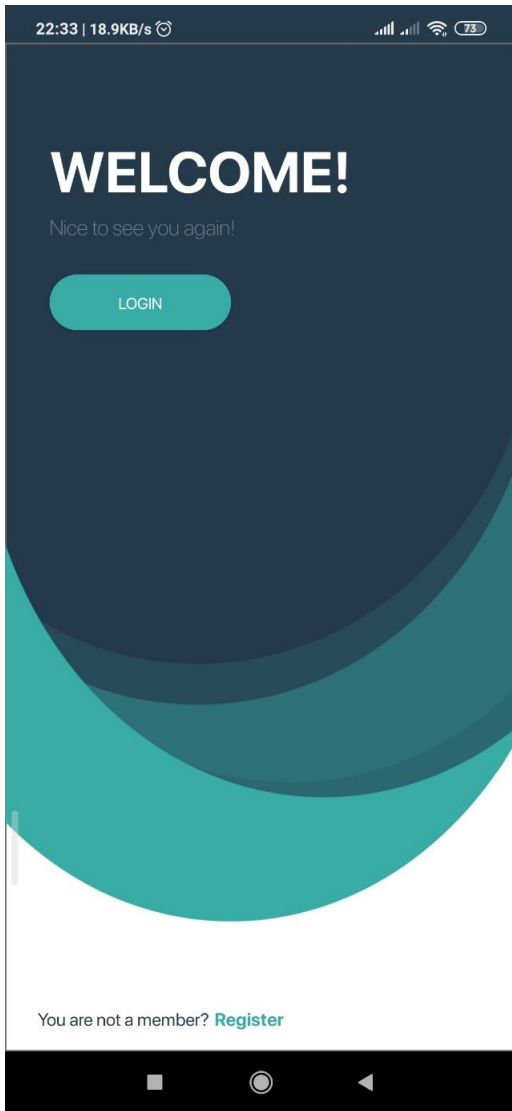 22:33 | 18.9KB/s 73
WELCOME!
Nice to see you again!
LOGIN
You are not a member? Register